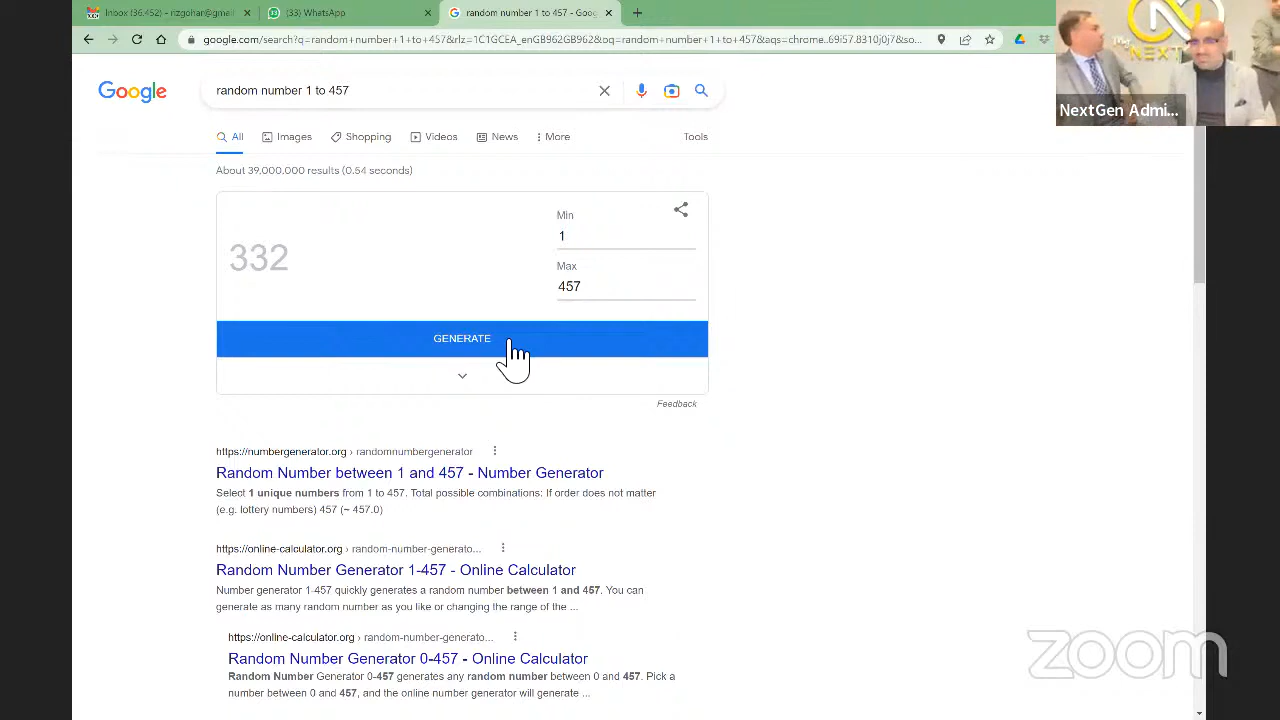 Inbox (36,452) - rizgohar@gmail
(33) WhatsApp
random number 1 to 457 - Goog
google.com/search?q=random+number+1+to+457&rlz=1C1CCEA_enGB962GB962&oq=random+number+1+to+457&aqs=chrome..69i57.8310j0j7&so...
My
NEXT
NextGen Admi...
Google
random number 1 to 457
All
Images
Shopping
Videos
News
More
Tools
About 39,000,000 results (0.54 seconds)
332
Min
1
Max
457
GENERATE
Feedback
https://numbergenerator.org › randomnumbergenerator
Random Number between 1 and 457 - Number Generator
Select 1 unique numbers from 1 to 457. Total possible combinations: If order does not matter
(e.g. lottery numbers) 457 (~ 457.0)
https://online-calculator.org › random-number-generato...
Random Number Generator 1-457 - Online Calculator
Number generator 1-457 quickly generates a random number between 1 and 457. You can
generate as many random number as you like or changing the range of the ...
https://online-calculator.org › random-number-generato...
Random Number Generator 0-457 - Online Calculator
Random Number Generator 0-457 generates any random number between 0 and 457. Pick a
number between 0 and 457, and the online number generator will generate ...
zoom